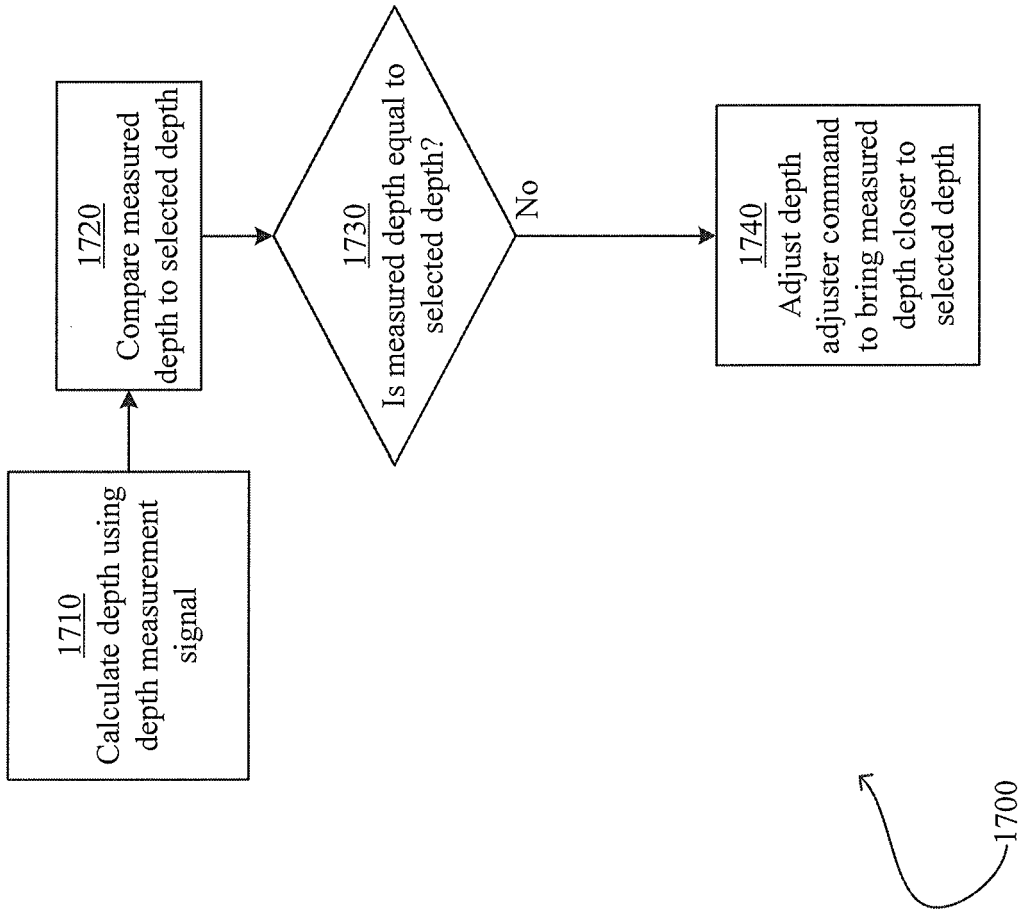 1710
Calculate depth using
depth measurement
signal
1720
Compare measured
depth to selected depth
1730
Is measured depth equal to
selected depth?
No
1740
Adjust depth
adjuster command
to bring measured
depth closer to
selected depth
1700